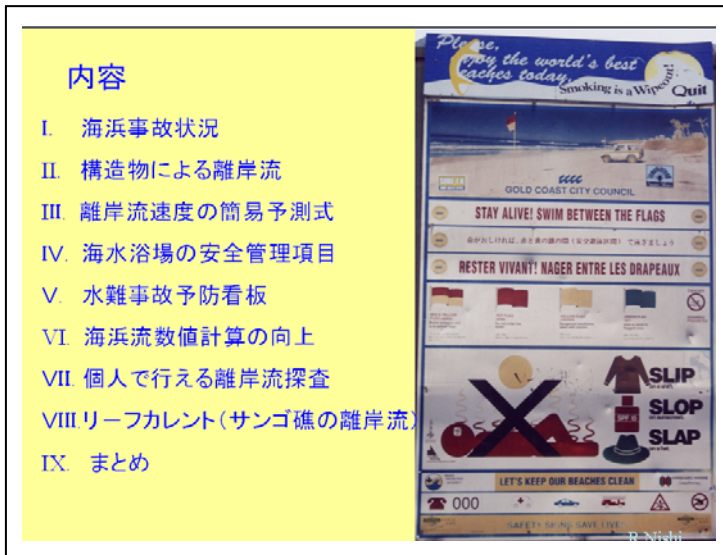 内容
I. 海浜事故状況
II. 構造物による離岸流
III. 離岸流速度の簡易予測式
IV. 海水浴場の安全管理項目
V. 水難事故予防看板
VI. 海浜流数値計算の向上
VII. 個人で行える離岸流探査
VIII.リーフカレント(サンゴ礁の離岸流)
IX. まとめ
Please,
enjoy the world's best
beaches today.
Smoking is a Wipeout!
Quit
GOLD COAST CITY COUNCIL
STAY ALIVE! SWIM BETWEEN THE FLAGS
RESTER VIVANT! NAGER ENTRE LES DRAPEAUX
SLIP
SLOP
SPF 15
SLAP
LET'S KEEP OUR BEACHES CLEAN
000
SAFETY SIGNS SAVE LIVES
R.Nishi